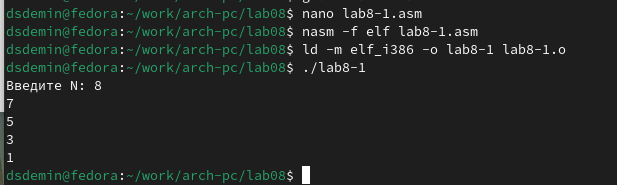 dsdemin@fedora:~/work/arch-pc/lab08$ nano lab8-1.asm
dsdemin@fedora:~/work/arch-pc/lab08$ nasm -f elf lab8-1.asm
dsdemin@fedora:~/work/arch-pc/lab08$ ld -m elf_i386 -o lab8-1 lab8-1.o
dsdemin@fedora:~/work/arch-pc/lab08$ ./lab8-1
Введите N: 8
7
5
3
1
dsdemin@fedora:~/work/arch-pc/lab08$